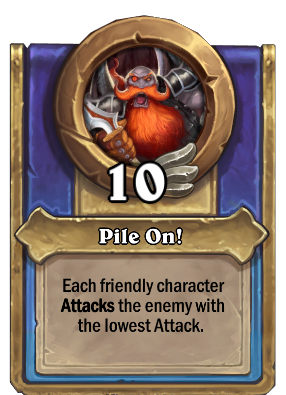 10
Pile On!
Each friendly character
Attacks the enemy with
the lowest Attack.